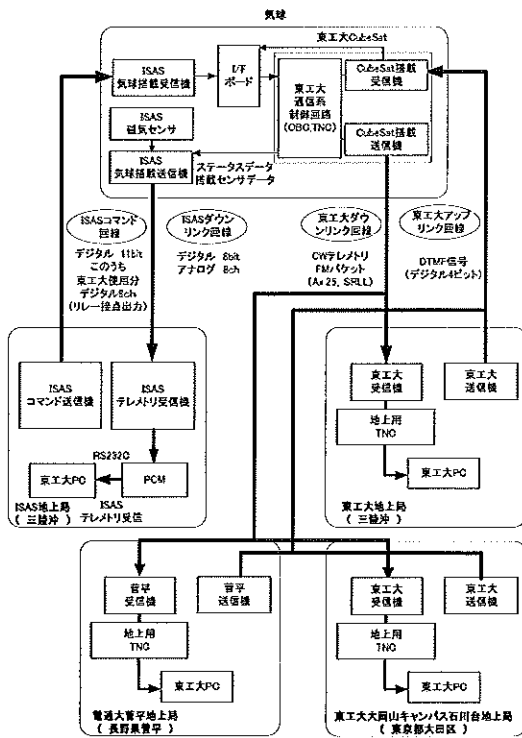 気球
東工大CubeSat
ISAS
気球搭載受信機
I/F
ボード
東工大
通信系
制御回路
(OBC,TNC)
CubeSat搭載
受信機
CubeSat搭載
送信機
ISAS
磁気センサ
ISAS
気球搭載送信機
ステータスデータ
搭載センサデータ
ISASコマンド
回線
デジタル 11bit
このうち
東工大使用分
デジタル8ch
(リレー接点出力)
ISASダウン
リンク回線
デジタル 8bit
アナログ 8ch
東工大ダウ
ンリンク回線
CWテレメトリ
FMパケット
(Ax25, SRLL)
東工大アップ
リンク回線
DTMF信号
(デジタル4ビット)
ISAS
コマンド送信機
ISAS
テレメトリ受信機
RS232C
東工大PC
PCM
ISAS
テレメトリ受信
ISAS地上局
( 三陸沖 )
東工大
受信機
東工大
送信機
地上用
TNC
東工大PC
東工大地上局
( 三陸沖 )
菅平
受信機
菅平
送信機
地上用
TNC
東工大PC
電通大菅平地上局
( 長野県菅平 )
東工大
受信機
東工大
送信機
地上用
TNC
東工大PC
東工大大岡山キャンパス石川台地上局
( 東京都大田区 )